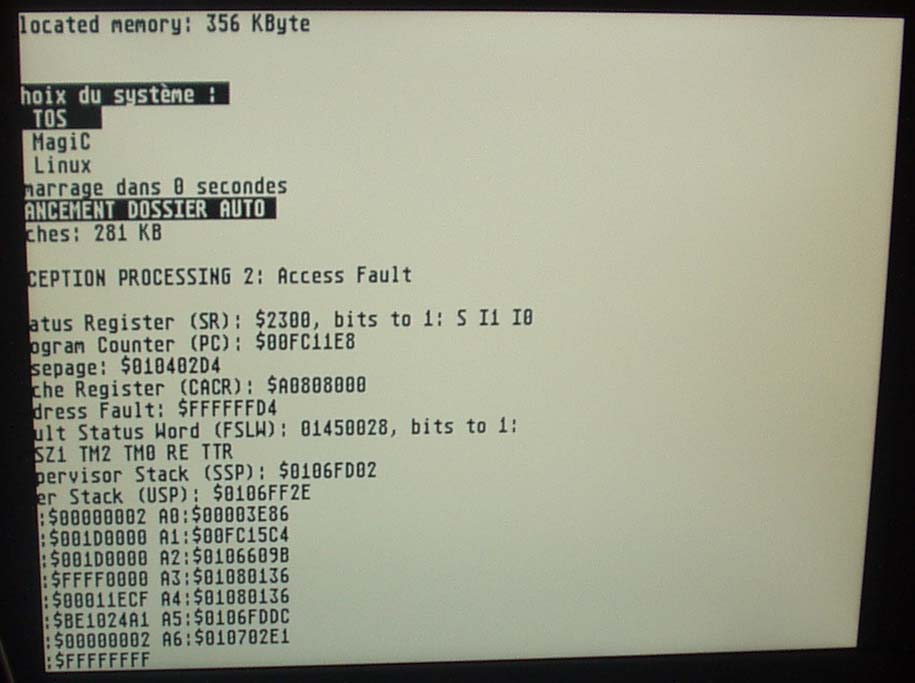 located memory: 356 KByte
hoix du système :
TOS
MagiC
Linux
marrage dans 0 secondes
ANCEMENT DOSSIER AUTO
ches: 281 KB
CEPTION PROCESSING 2: Access Fault
atus Register (SR): $2300, bits to 1: S I1 I0
ogram Counter (PC): $00FC11E8
sepage: $010402D4
che Register (CACR): $A0808000
dress Fault: $FFFFFFD4
ult Status Word (FSLW): 01450028, bits to 1:
SZ1 TM2 TM0 RE TTR
pervisor Stack (SSP): $0106FD02
er Stack (USP): $0106FF2E
:$00000002 A0:$00003E86
:$001D0000 A1:$00FC15C4
:$001D0000 A2:$0106609B
:$FFFF0000 A3:$01080136
:$00011ECF A4:$01080136
:$BE1024A1 A5:$0106FDDC
:$00000002 A6:$010702E1
:$FFFFFFFF